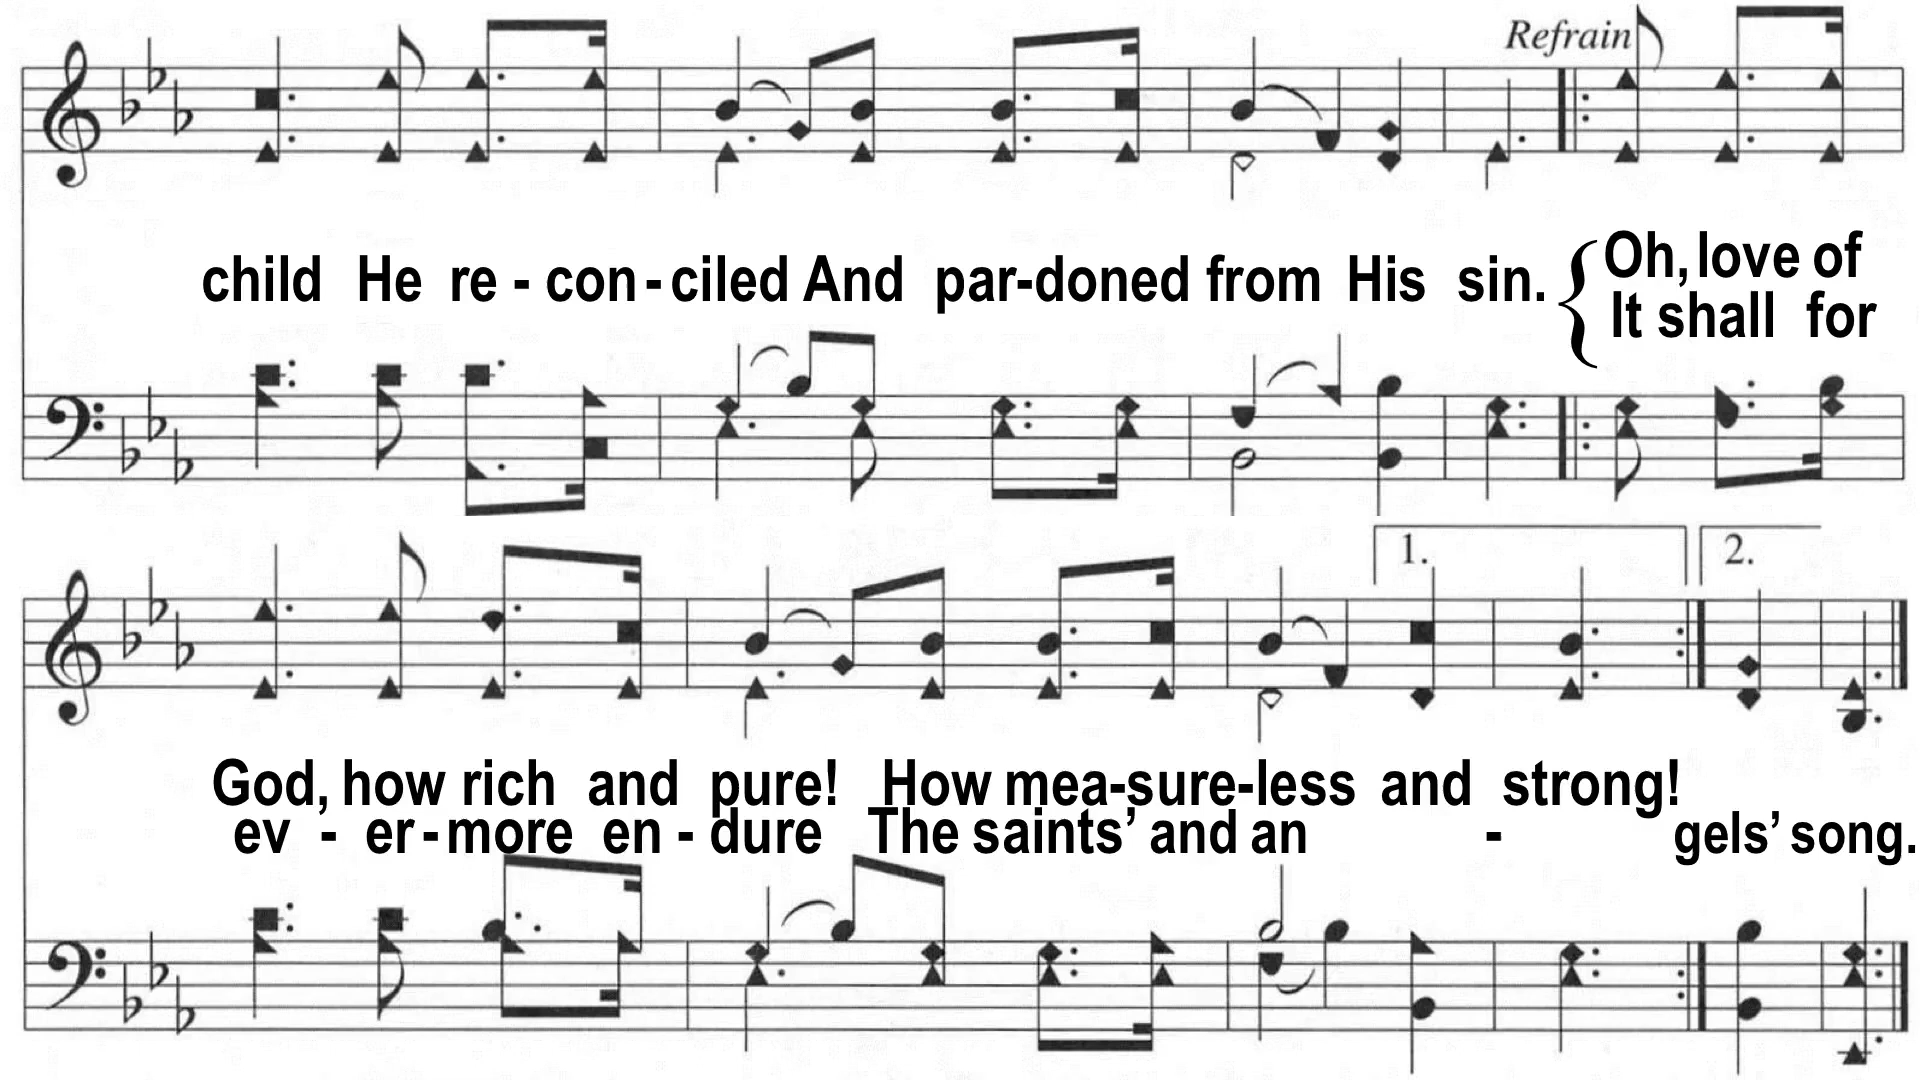 Refrain
child He re - con - ciled And par-doned from His sin. { Oh, love of
It shall for
1. 2.
God, how rich and pure! How mea-sure-less and strong!
ev - er - more en - dure The saints’ and an - gels’ song.